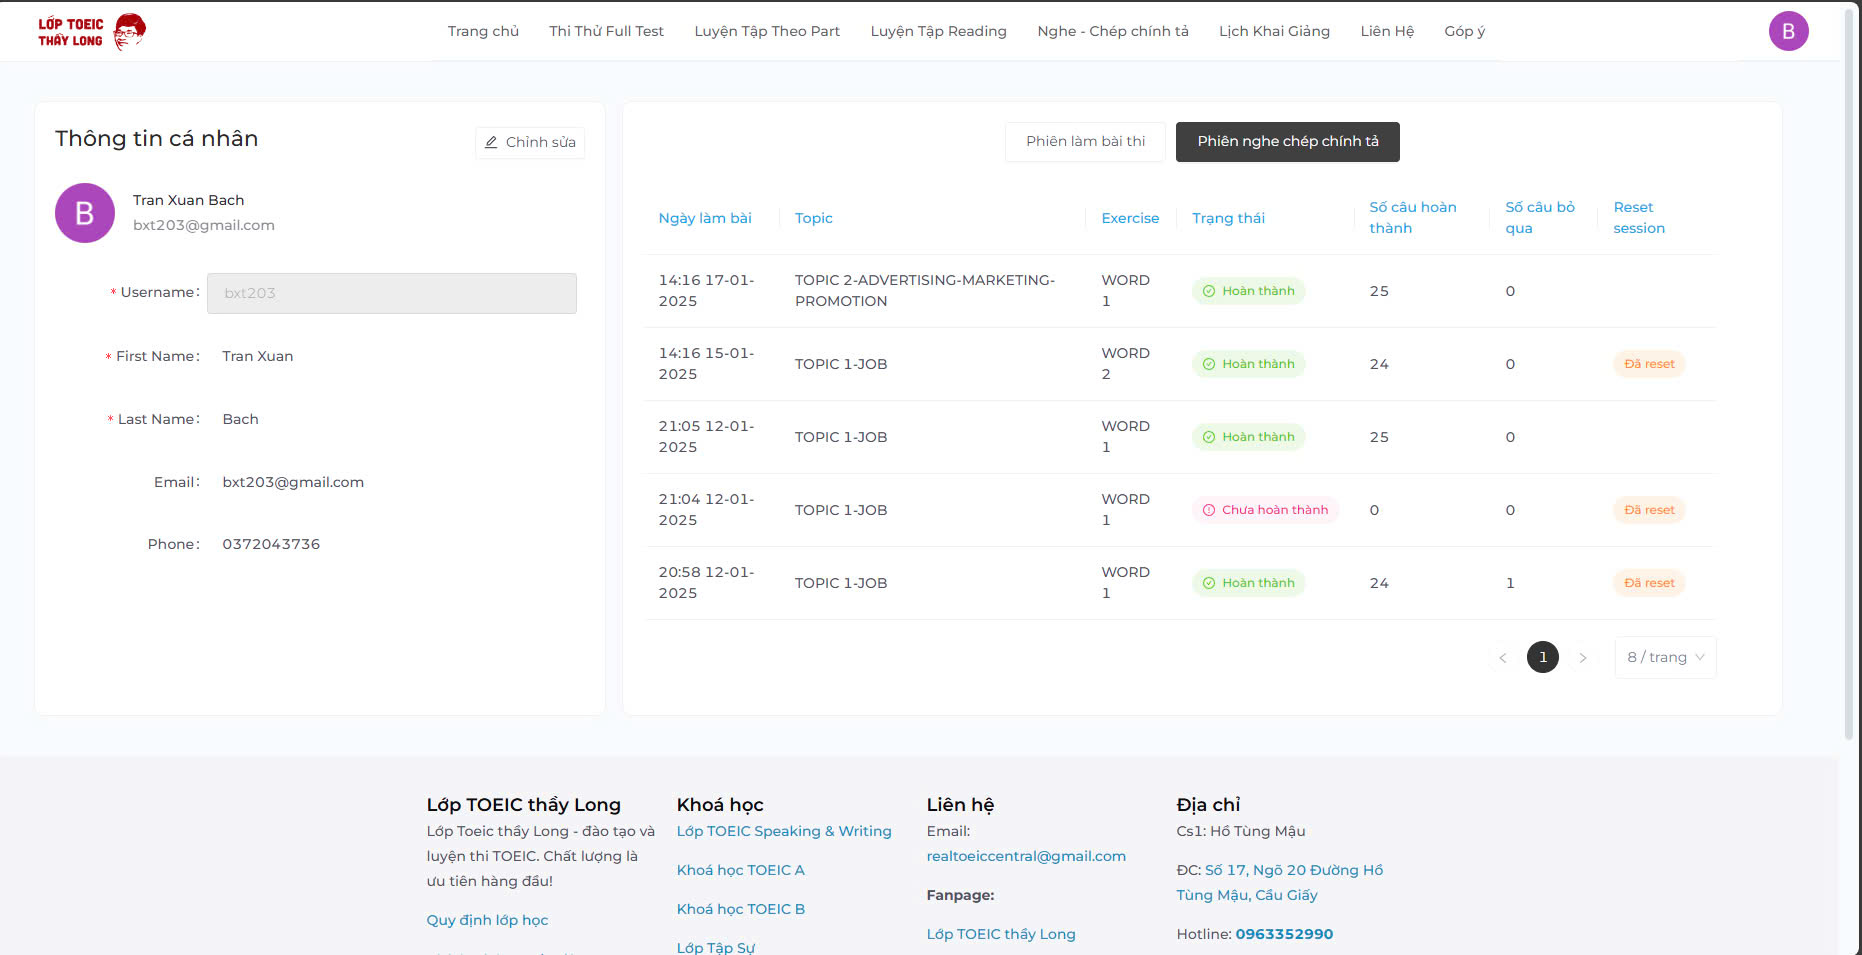 LỚP TOEIC
THẦY LONG
Trang chủ
Thi Thử Full Test
Luyện Tập Theo Part
Luyện Tập Reading
Nghe - Chép chính tả
Lịch Khai Giảng
Liên Hệ
Góp ý
B
Thông tin cá nhân
Chỉnh sửa
B
Tran Xuan Bach
bxt203@gmail.com
* Username:
bxt203
* First Name:
Tran Xuan
* Last Name:
Bach
Email:
bxt203@gmail.com
Phone:
0372043736
Phiên làm bài thi
Phiên nghe chép chính tả
Ngày làm bài
Topic
Exercise
Trạng thái
Số câu hoàn
thành
Số câu bỏ
qua
Reset
session
14:16 17-01-
2025
TOPIC 2-ADVERTISING-MARKETING-
PROMOTION
WORD
1
Hoàn thành
25
0
14:16 15-01-
2025
TOPIC 1-JOB
WORD
2
Hoàn thành
24
0
Đã reset
21:05 12-01-
2025
TOPIC 1-JOB
WORD
1
Hoàn thành
25
0
21:04 12-01-
2025
TOPIC 1-JOB
WORD
1
Chưa hoàn thành
0
0
Đã reset
20:58 12-01-
2025
TOPIC 1-JOB
WORD
1
Hoàn thành
24
1
Đã reset
<
1
>
8 / trang
Lớp TOEIC thầy Long
Lớp Toeic thầy Long - đào tạo và
luyện thi TOEIC. Chất lượng là
ưu tiên hàng đầu!
Quy định lớp học
Khoá học
Lớp TOEIC Speaking & Writing
Khoá học TOEIC A
Khoá học TOEIC B
Lớp Tập Sự
Liên hệ
Email:
realtoeiccentral@gmail.com
Fanpage:
Lớp TOEIC thầy Long
Địa chỉ
Cs1: Hồ Tùng Mậu
ĐC: Số 17, Ngõ 20 Đường Hồ
Tùng Mậu, Cầu Giấy
Hotline: 0963352990